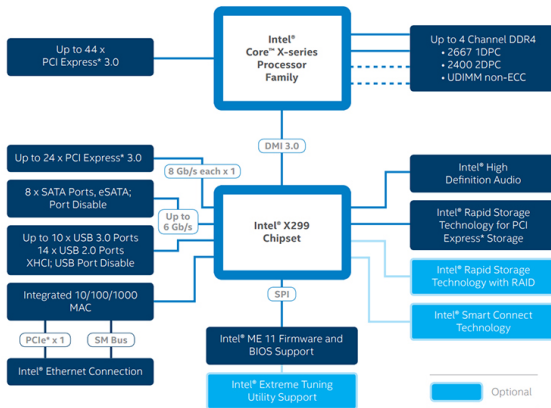 Up to 44 x
PCI Express* 3.0
Intel®
Core™ X-series
Processor
Family
Up to 4 Channel DDR4
• 2667 1DPC
• 2400 2DPC
• UDIMM non-ECC
DMI 3.0
Up to 24 x PCI Express* 3.0
8 Gb/s each x 1
8 x SATA Ports, eSATA;
Port Disable
Up to
6 Gb/s
Up to 10 x USB 3.0 Ports
14 x USB 2.0 Ports
XHCI; USB Port Disable
Integrated 10/100/1000
MAC
PCIe* x 1
SM Bus
Intel® Ethernet Connection
Intel® X299
Chipset
SPI
Intel® ME 11 Firmware and
BIOS Support
Intel® Extreme Tuning
Utility Support
Intel® High
Definition Audio
Intel® Rapid Storage
Technology for PCI
Express* Storage
Intel® Rapid Storage
Technology with RAID
Intel® Smart Connect
Technology
Optional